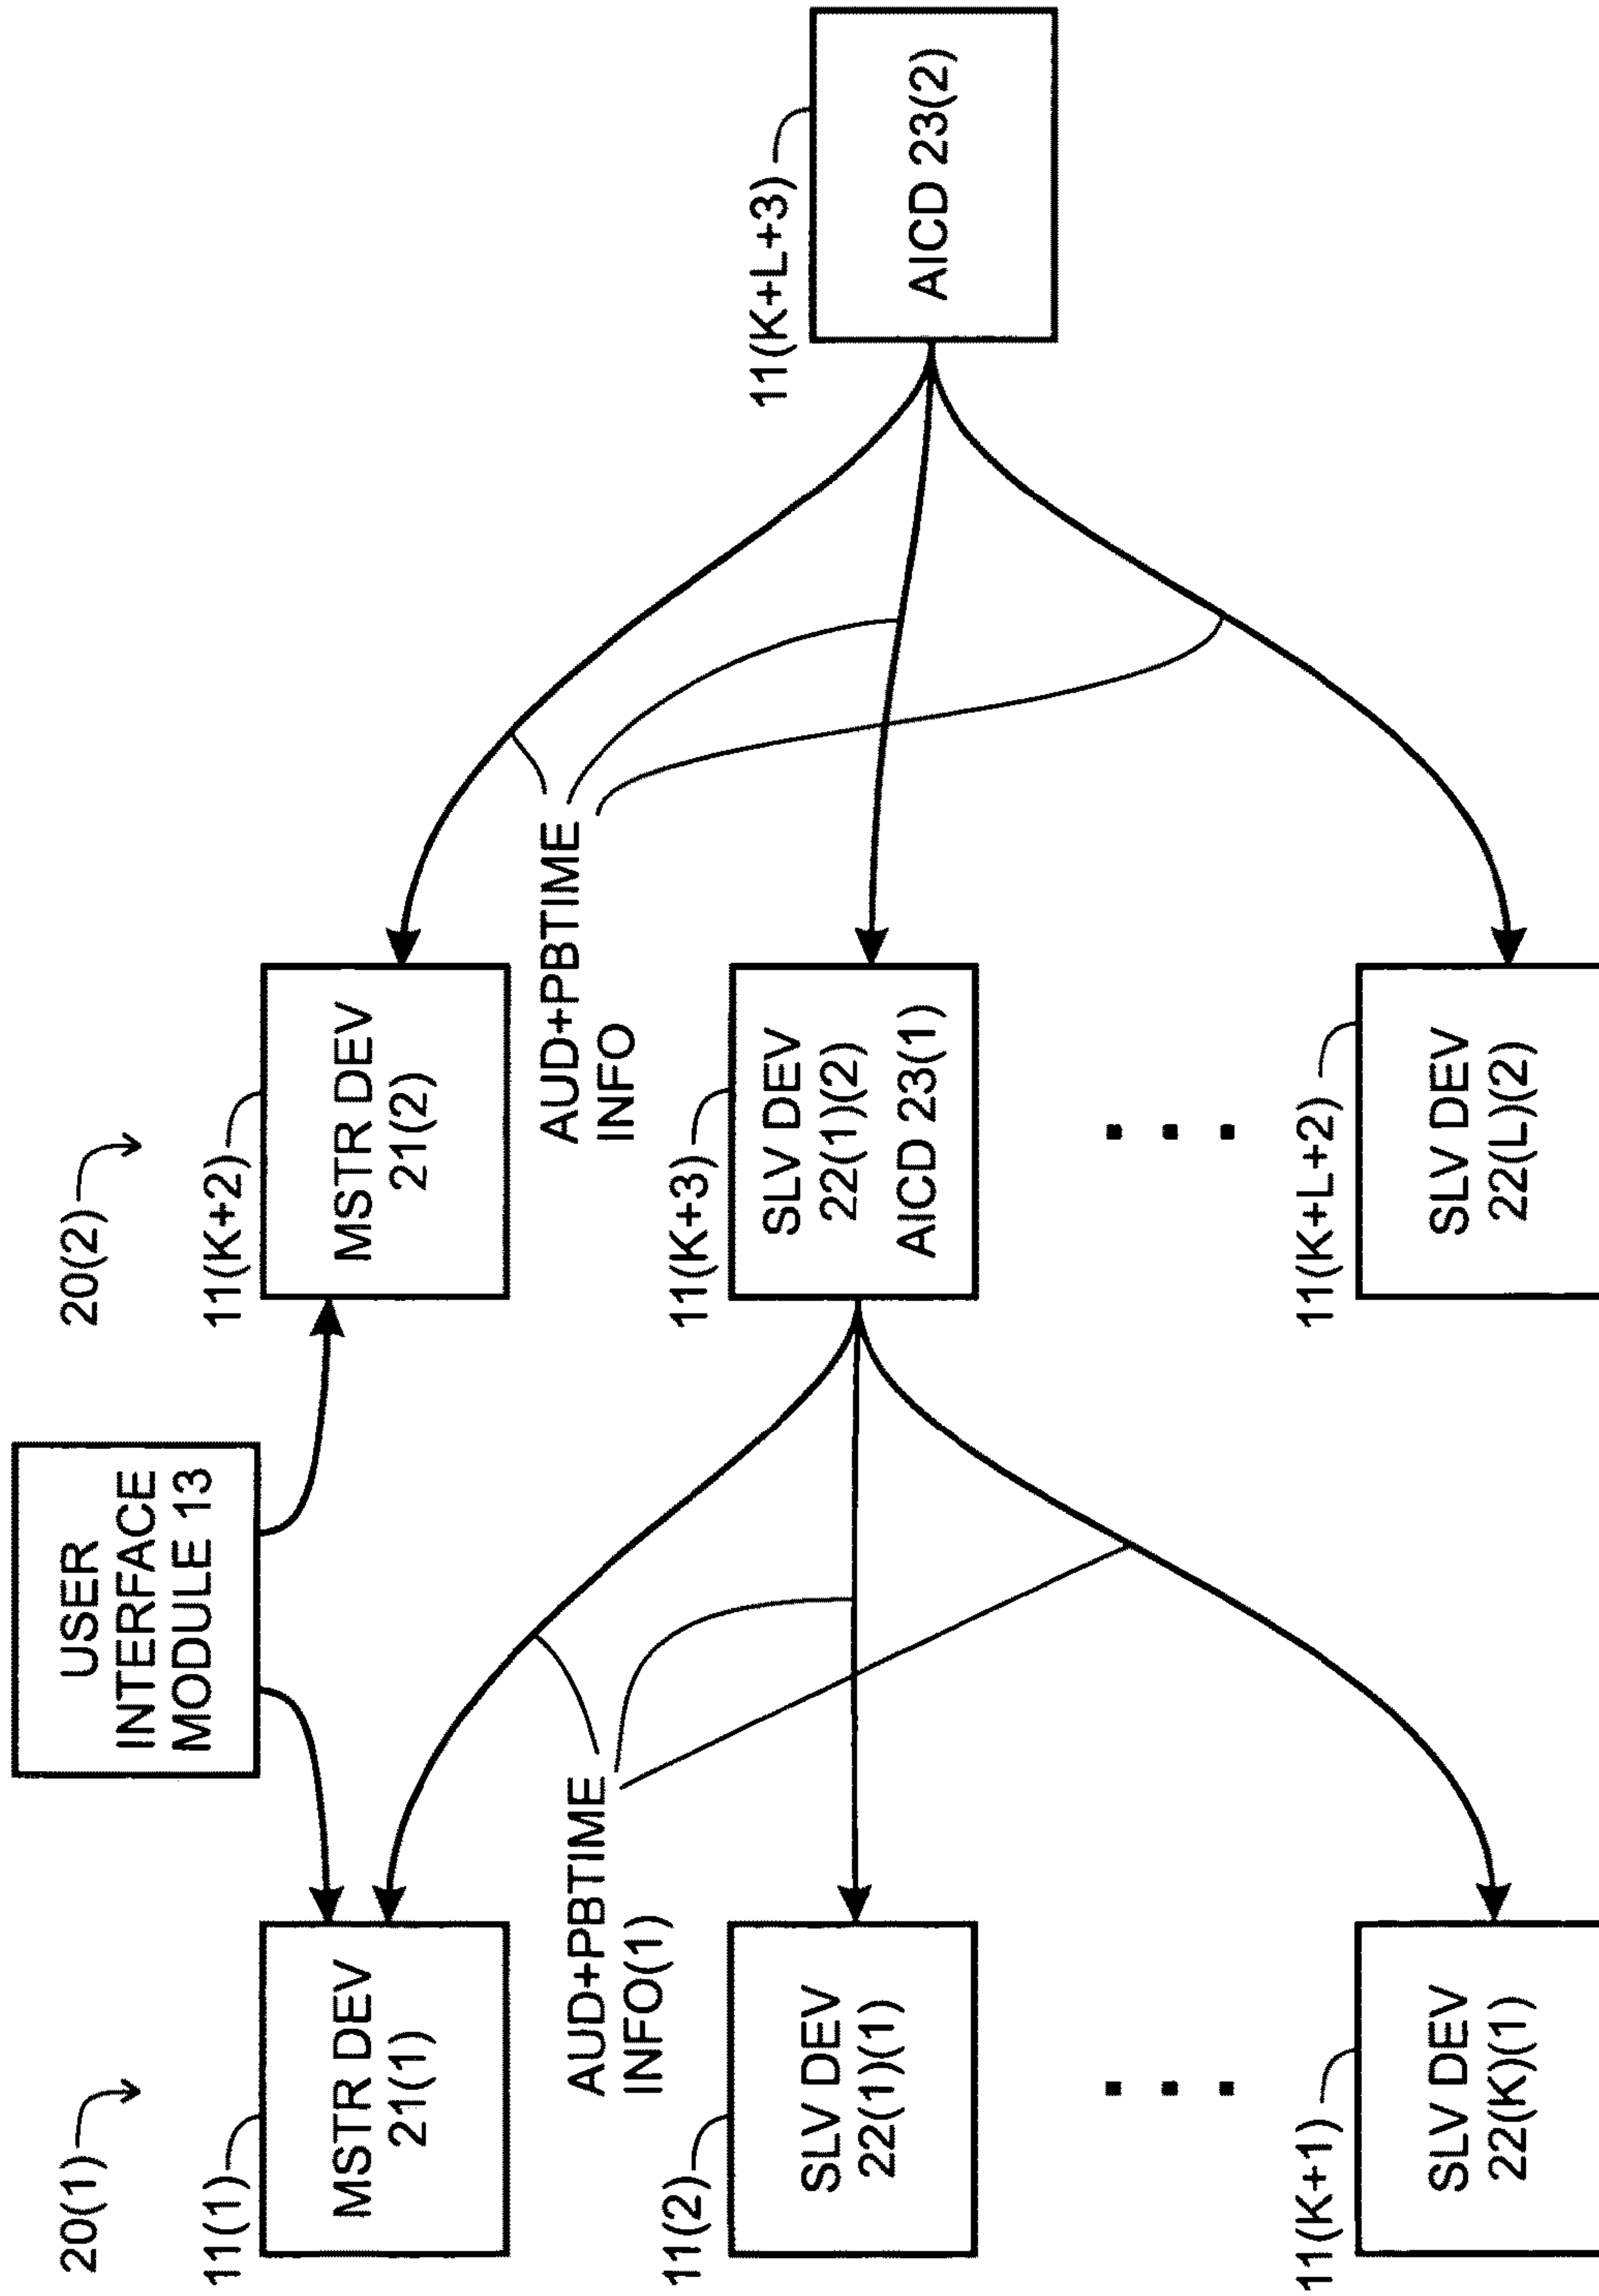 USER
INTERFACE
MODULE 13
20(1)
11(1)
MSTR DEV
21(1)
AUD+PBTIME
INFO(1)
11(2)
SLV DEV
22(1)(1)
11(K+1)
SLV DEV
22(K)(1)
20(2)
11(K+2)
MSTR DEV
21(2)
AUD+PBTIME
INFO
11(K+3)
SLV DEV
22(1)(2)
AICD 23(1)
11(K+L+2)
SLV DEV
22(L)(2)
11(K+L+3)
AICD 23(2)